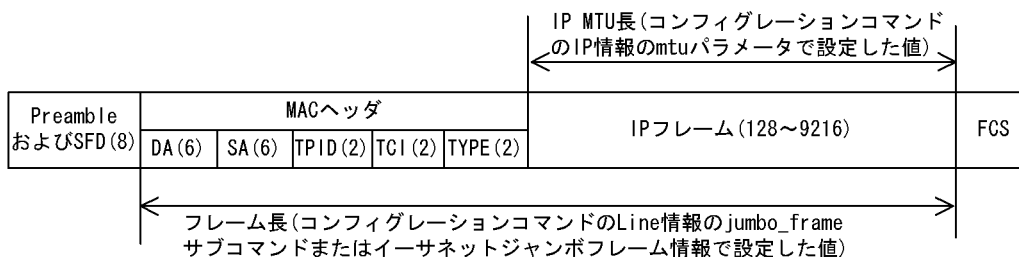 IP MTU長(コンフィグレーションコマンド
のIP情報のmtuパラメータで設定した値)
Preamble
およびSFD(8)
MACヘッダ
DA(6)
SA(6)
TPID(2)
TCI(2)
TYPE(2)
IPフレーム(128~9216)
FCS
フレーム長(コンフィグレーションコマンドのLine情報のjumbo_frame
サブコマンドまたはイーサネットジャンボフレーム情報で設定した値)